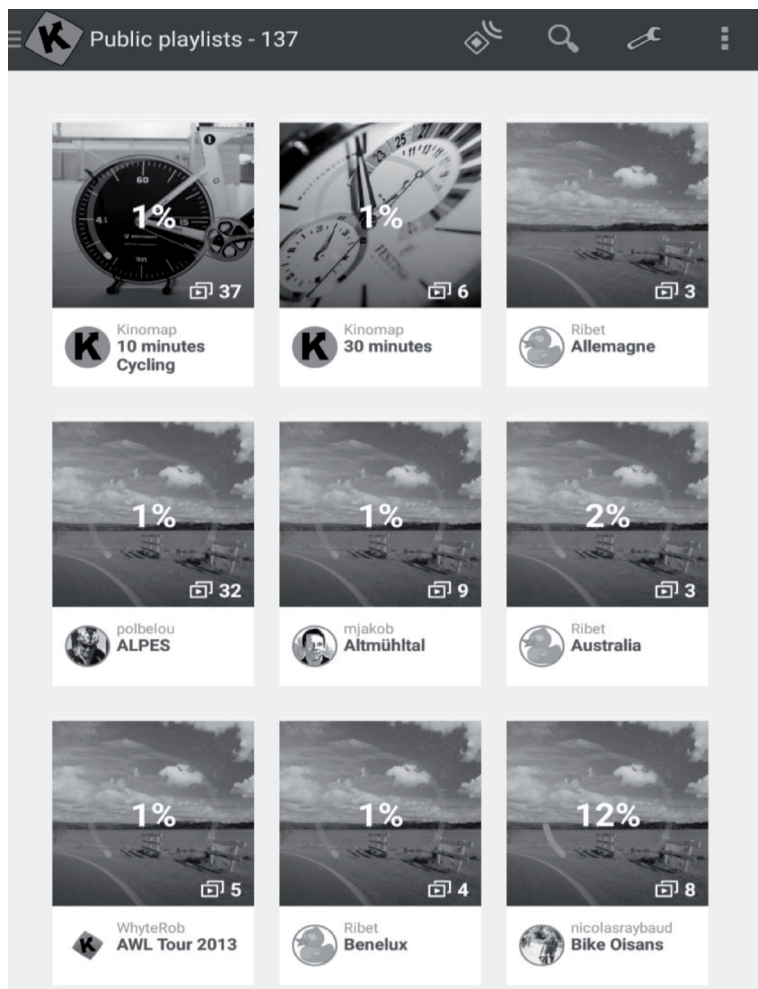 Public playlists - 137
1%
37
Kinomap
10 minutes
Cycling
1%
6
Kinomap
30 minutes
3
Ribet
Allemagne
1%
32
polbelou
ALPES
1%
9
mjakob
Altmühltal
2%
3
Ribet
Australia
1%
5
WhyteRob
AWL Tour 2013
1%
4
Ribet
Benelux
12%
8
nicolasraybaud
Bike Oisans